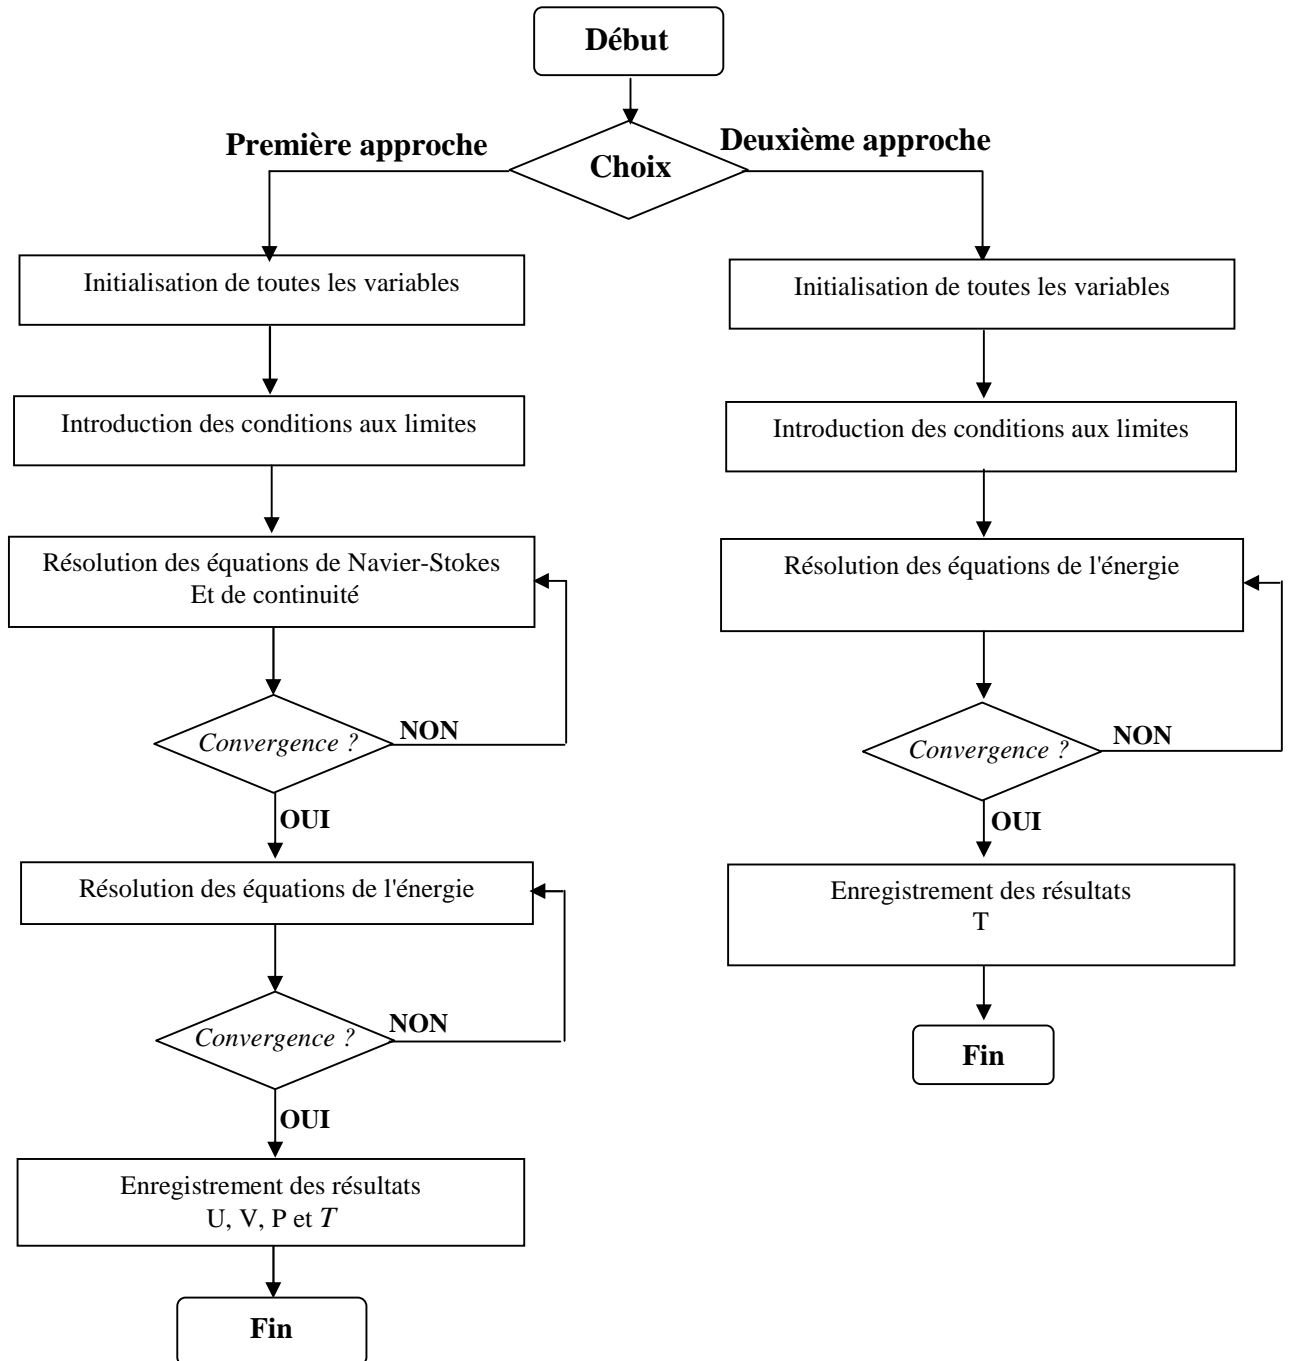 Début
Première approche
Deuxième approche
Choix
Initialisation de toutes les variables
Introduction des conditions aux limites
Résolution des équations de Navier-Stokes
Et de continuité
Convergence ?
NON
OUI
Résolution des équations de l'énergie
Convergence ?
NON
OUI
Enregistrement des résultats
U, V, P et T
Fin
Initialisation de toutes les variables
Introduction des conditions aux limites
Résolution des équations de l'énergie
Convergence ?
NON
OUI
Enregistrement des résultats
T
Fin